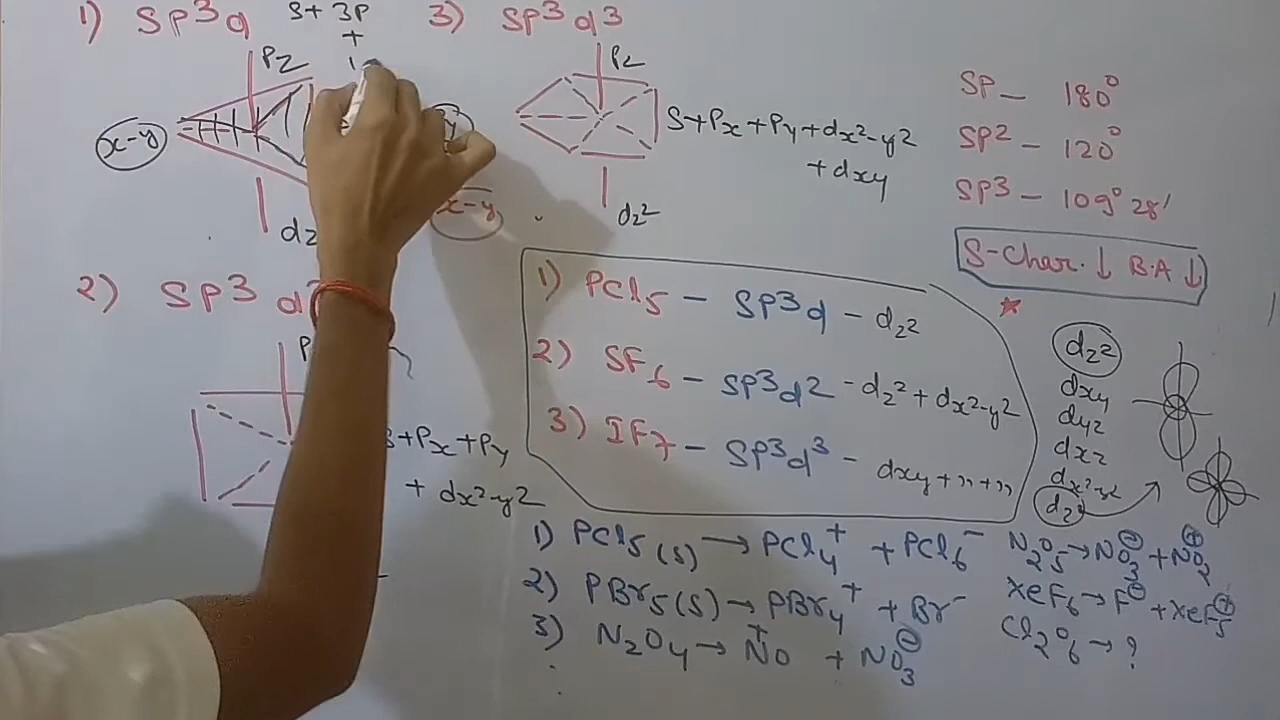 1) SP³d
S + 3P
+
1
Pz
x-y
dz
x-y
2) SP³d
S+Px+Py
+ dx²-y²
3) SP³d³
Pz
S+Px+Py+dx²-y²
+ dxy
dz²
SP - 180°
SP2 - 120°
SP3 - 109° 28'
S-Char. ↓ B.A ↓
1) PCl5 - SP³d - dz²
2) SF6 - SP³d2 - dz² + dx²-y²
3) IF7 - SP³d³ - dxy + ,, + ,,
dz²
dxy
dyz
dxz
dx²-y²
dz²
1) PCl5(s) → PCl4⁺ + PCl6⁻
2) PBr5(s) → PBr4⁺ + Br⁻
3) N2O4 → NO⁺ + NO3⊖
N2O5 → NO3⊖ + NO2⊕
XeF6 → F⊖ + XeF5⊕
Cl2O6 → ?